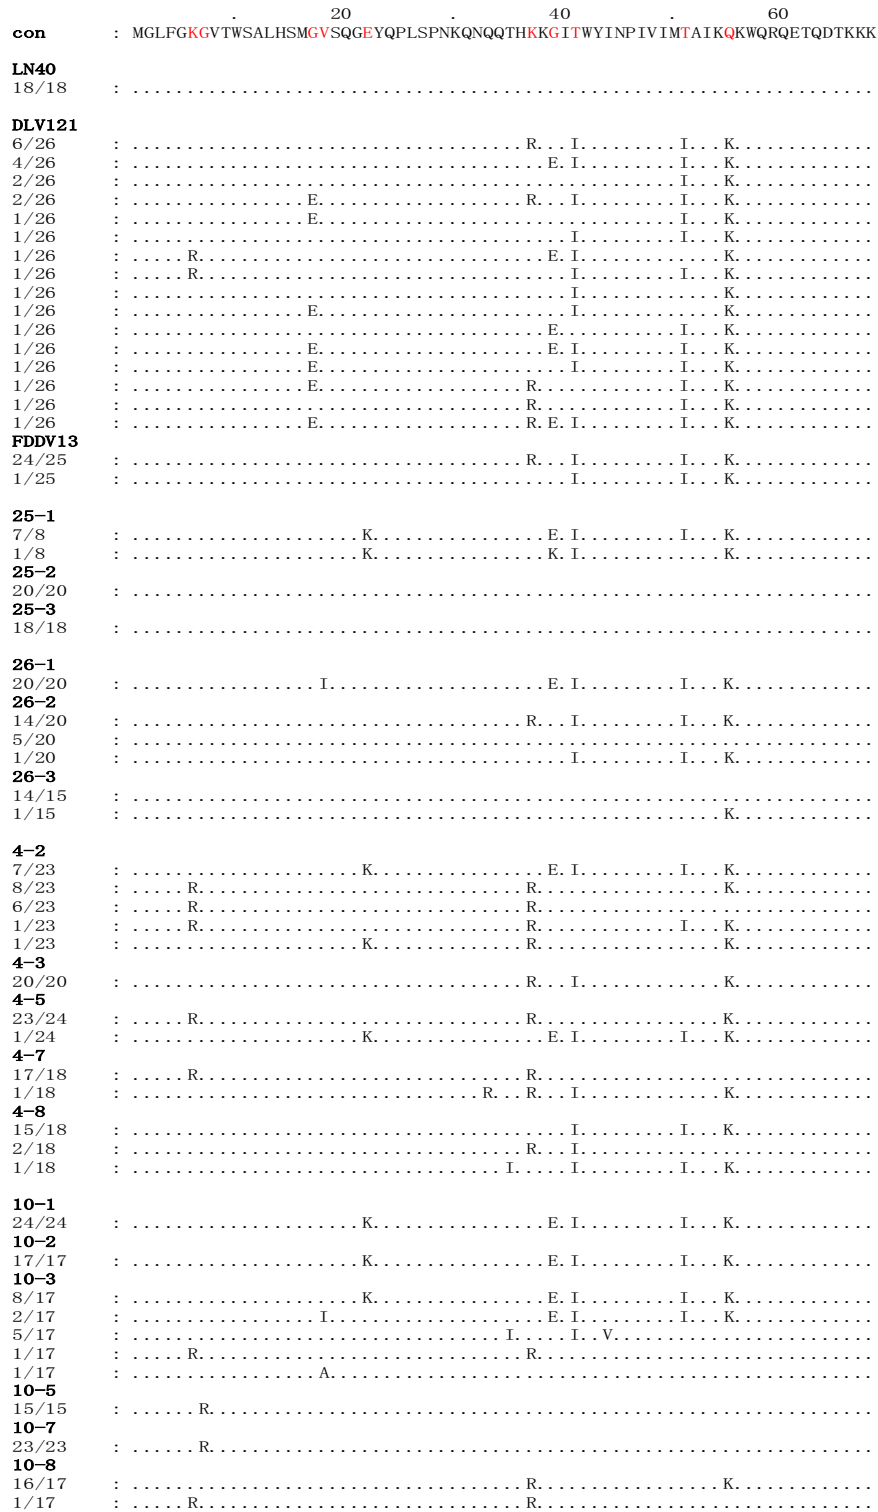 . 20 . 40 . 60
con : MGLFGKGVTWSALHSMGVSQGEYQPLSPNKQNQQTHKKGITWYINPIVIMTAIKQKWQRQETQDTKKK
LN40
18/18 : ....................................................................
DLV121
6/26 : ....................................R...I.........I...K.............
4/26 : ......................................E.I.........I...K.............
2/26 : ..................................................I...K.............
2/26 : ................E...................R...I.........I...K.............
1/26 : ................E.................................I...K.............
1/26 : ........................................I.........I...K.............
1/26 : .....R................................E.I.............K.............
1/26 : .....R..................................I.........I...K.............
1/26 : ........................................I.............K.............
1/26 : ................E.......................I.............K.............
1/26 : ......................................E...........I...K.............
1/26 : ................E.....................E.I.........I...K.............
1/26 : ................E.......................I.........I...K.............
1/26 : ................E...................R.............I...K.............
1/26 : ....................................R.............I...K.............
1/26 : ................E...................R.E.I.........I...K.............
FDDV13
24/25 : ....................................R...I.........I...K.............
1/25 : ........................................I.........I...K.............
25-1
7/8 : .....................K................E.I.........I...K.............
1/8 : .....................K................K.I.............K.............
25-2
20/20 : ....................................................................
25-3
18/18 : ....................................................................
26-1
20/20 : .................I....................E.I.........I...K.............
26-2
14/20 : ....................................R...I.........I...K.............
5/20 : ....................................................................
1/20 : ........................................I.........I...K.............
26-3
14/15 : ....................................................................
1/15 : ......................................................K.............
4-2
7/23 : .....................K................E.I.........I...K.............
8/23 : .....R..............................R.................K.............
6/23 : .....R..............................R...............................
1/23 : .....R..............................R.............I...K.............
1/23 : .....................K..............R.................K.............
4-3
20/20 : ....................................R...I.............K.............
4-5
23/24 : .....R..............................R.................K.............
1/24 : .....................K................E.I.........I...K.............
4-7
17/18 : .....R..............................R...............................
1/18 : ................................R...R...I.............K.............
4-8
15/18 : ........................................I.........I...K.............
2/18 : ....................................R...I...........................
1/18 : ..................................I.....I.........I...K.............
10-1
24/24 : .....................K................E.I.........I...K.............
10-2
17/17 : .....................K................E.I.........I...K.............
10-3
8/17 : .....................K................E.I.........I...K.............
2/17 : .................I....................E.I.........I...K.............
5/17 : ..................................I.....I..V........................
1/17 : .....R..............................R...............................
1/17 : .................A..................................................
10-5
15/15 : ......R.............................................................
10-7
23/23 : ......R.............................................................
10-8
16/17 : ....................................R.................K.............
1/17 : .....R..............................R...............................